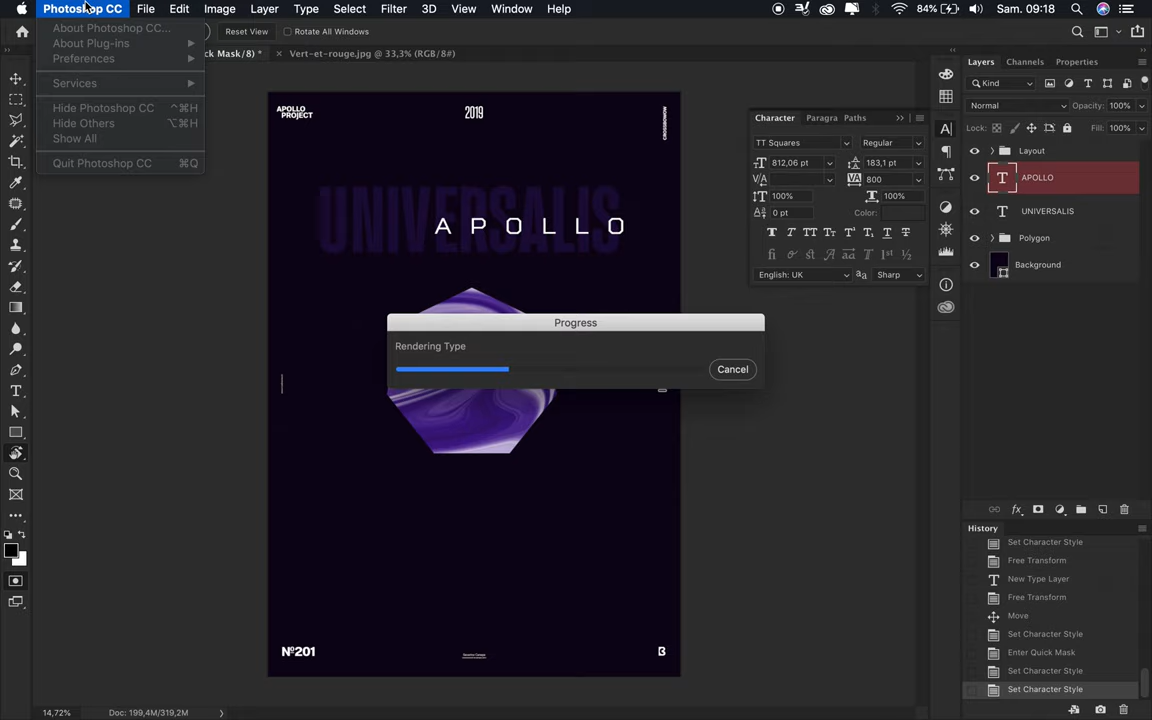 Photoshop CC File Edit Image Layer Type Select Filter 3D View Window Help 84% Sam. 09:18
About Photoshop CC...
About Plug-ins
Preferences
Services
Hide Photoshop CC ^⌘H
Hide Others ⌥⌘H
Show All
Quit Photoshop CC ⌘Q
Reset View Rotate All Windows
ck Mask/8) * × Vert-et-rouge.jpg @ 33,3% (RGB/8#)
APOLLO
PROJECT
2019
CROSSBOWOW
UNIVERSALIS
APOLLO
Progress
Rendering Type
Cancel
Nº201
B
Character Paragra Paths
TT Squares Regular
812,06 pt 183,1 pt
800
100% 100%
0 pt Color:
English: UK Sharp
Layers Channels Properties
Kind
Normal Opacity: 100%
Lock: Fill: 100%
Layout
APOLLO
UNIVERSALIS
Polygon
Background
History
Set Character Style
Free Transform
New Type Layer
Free Transform
Move
Set Character Style
Enter Quick Mask
Set Character Style
Set Character Style
14,72% Doc: 199,4M/319,2M